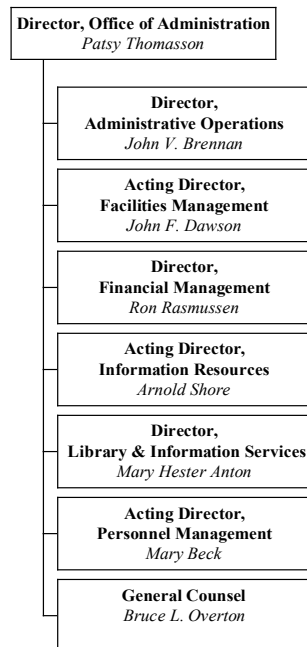 Director, Office of Administration
Patsy Thomasson
Director,
Administrative Operations
John V. Brennan
Acting Director,
Facilities Management
John F. Dawson
Director,
Financial Management
Ron Rasmussen
Acting Director,
Information Resources
Arnold Shore
Director,
Library & Information Services
Mary Hester Anton
Acting Director,
Personnel Management
Mary Beck
General Counsel
Bruce L. Overton